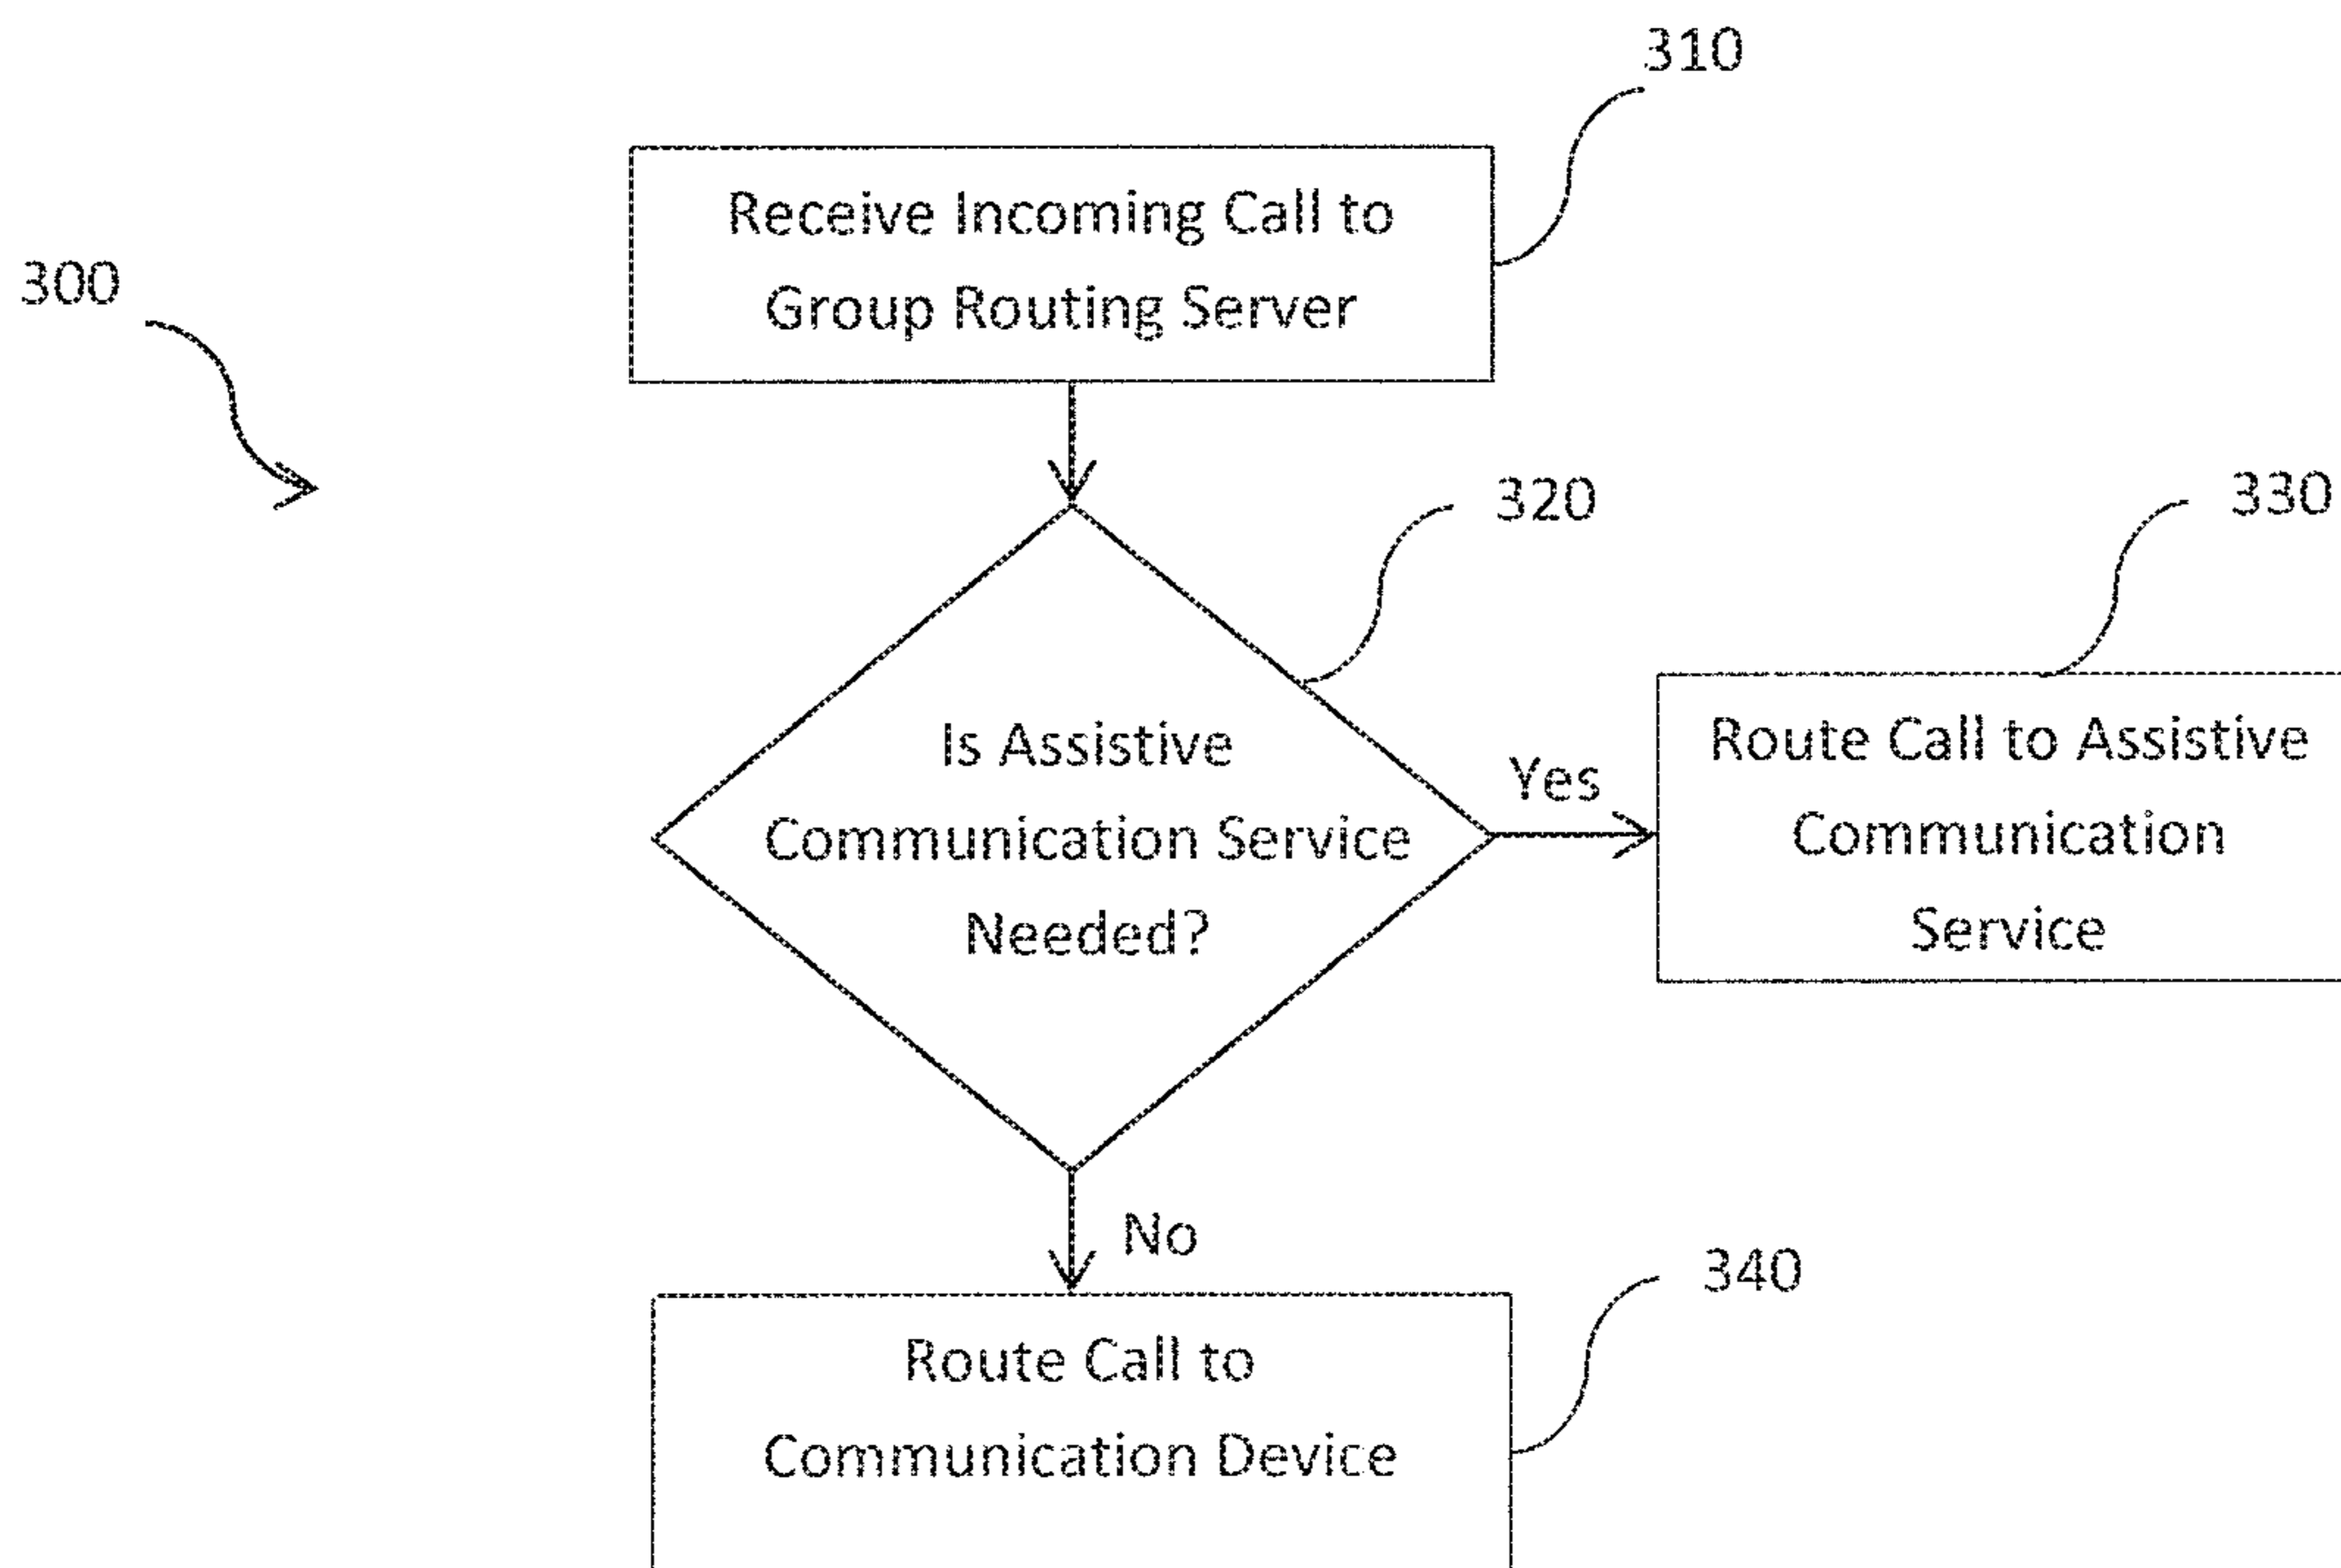 310
Receive Incoming Call to
Group Routing Server
300
320
330
Is Assistive
Communication Service
Needed?
Yes
Route Call to Assistive
Communication
Service
No
340
Route Call to
Communication Device